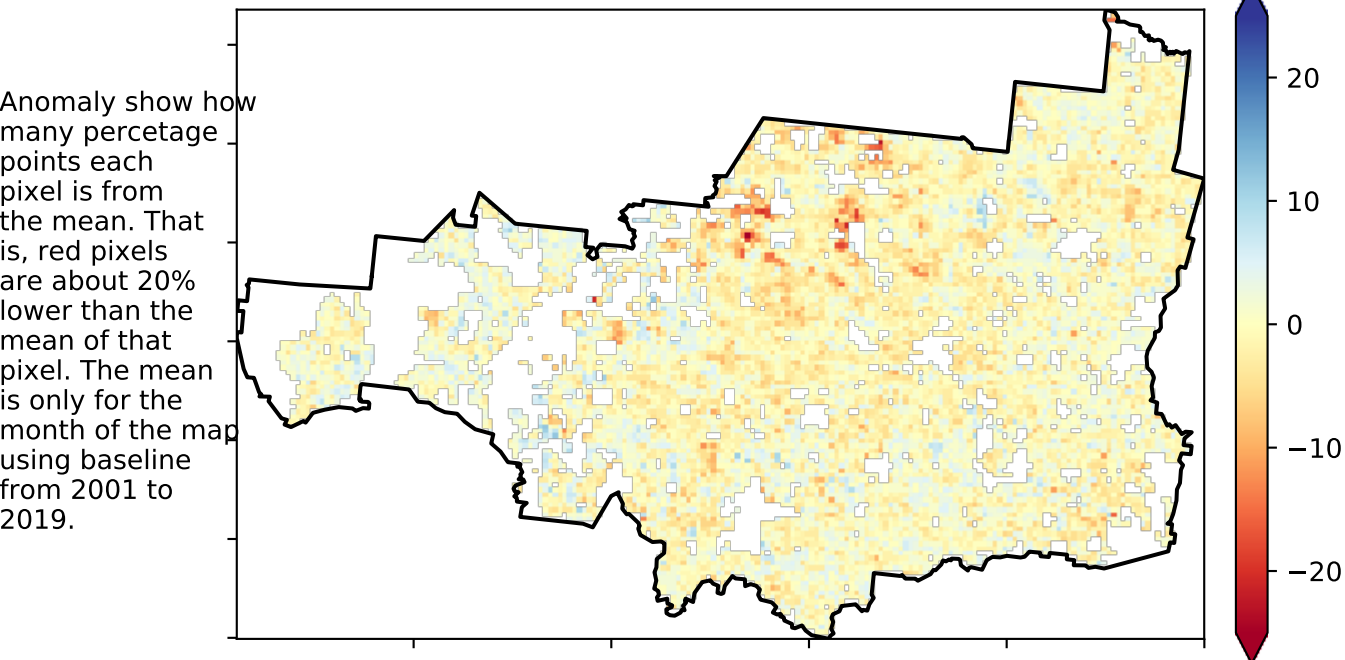 Anomaly show how
many percetage
points each
pixel is from
the mean. That
is, red pixels
are about 20%
lower than the
mean of that
pixel. The mean
is only for the
month of the map
using baseline
from 2001 to
2019.
20
10
0
−10
−20